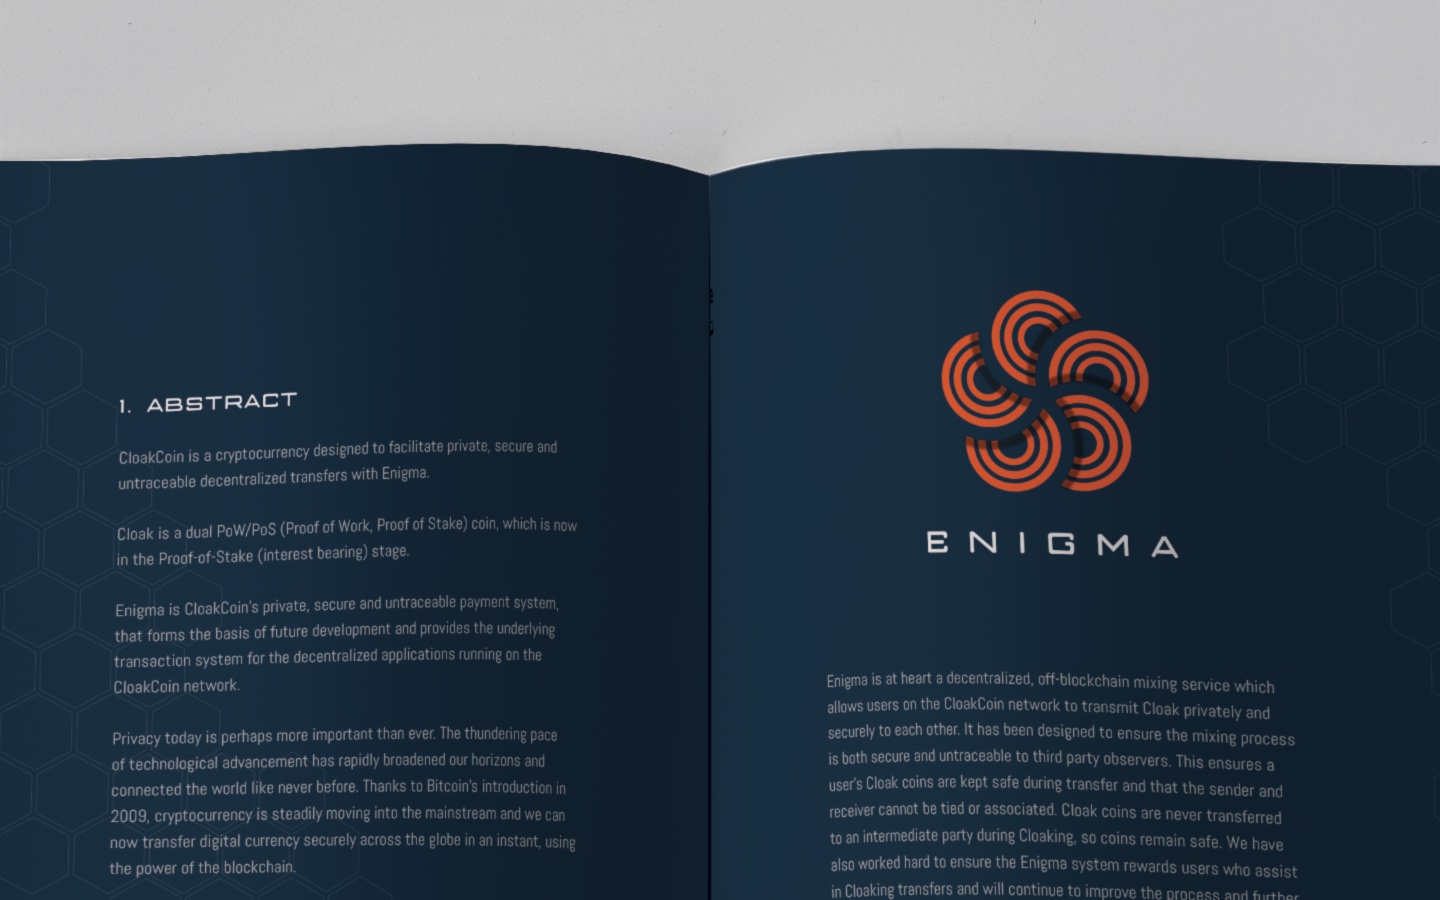 1. ABSTRACT
CloakCoin is a cryptocurrency designed to facilitate private, secure and
untraceable decentralized transfers with Enigma.
Cloak is a dual PoW/PoS (Proof of Work, Proof of Stake) coin, which is now
in the Proof-of-Stake (interest bearing) stage.
Enigma is CloakCoin's private, secure and untraceable payment system,
that forms the basis of future development and provides the underlying
transaction system for the decentralized applications running on the
CloakCoin network.
Privacy today is perhaps more important than ever. The thundering pace
of technological advancement has rapidly broadened our horizons and
connected the world like never before. Thanks to Bitcoin's introduction in
2009, cryptocurrency is steadily moving into the mainstream and we can
now transfer digital currency securely across the globe in an instant, using
the power of the blockchain.
ENIGMA
Enigma is at heart a decentralized, off-blockchain mixing service which
allows users on the CloakCoin network to transmit Cloak privately and
securely to each other. It has been designed to ensure the mixing process
is both secure and untraceable to third party observers. This ensures a
user's Cloak coins are kept safe during transfer and that the sender and
receiver cannot be tied or associated. Cloak coins are never transferred
to an intermediate party during Cloaking, so coins remain safe. We have
also worked hard to ensure the Enigma system rewards users who assist
in Cloaking transfers and will continue to improve the process and further